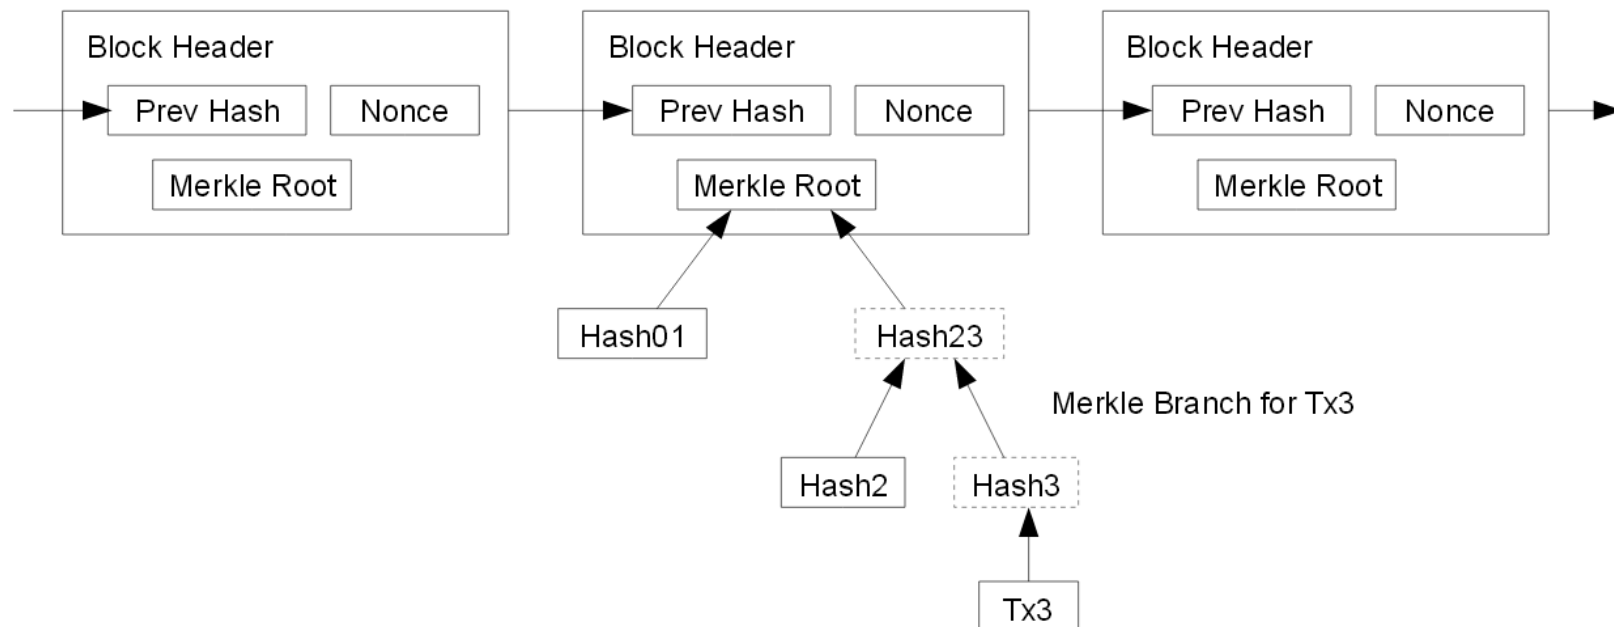 Block Header
Prev Hash
Nonce
Merkle Root
Block Header
Prev Hash
Nonce
Merkle Root
Block Header
Prev Hash
Nonce
Merkle Root
Hash01
Hash23
Merkle Branch for Tx3
Hash2
Hash3
Tx3